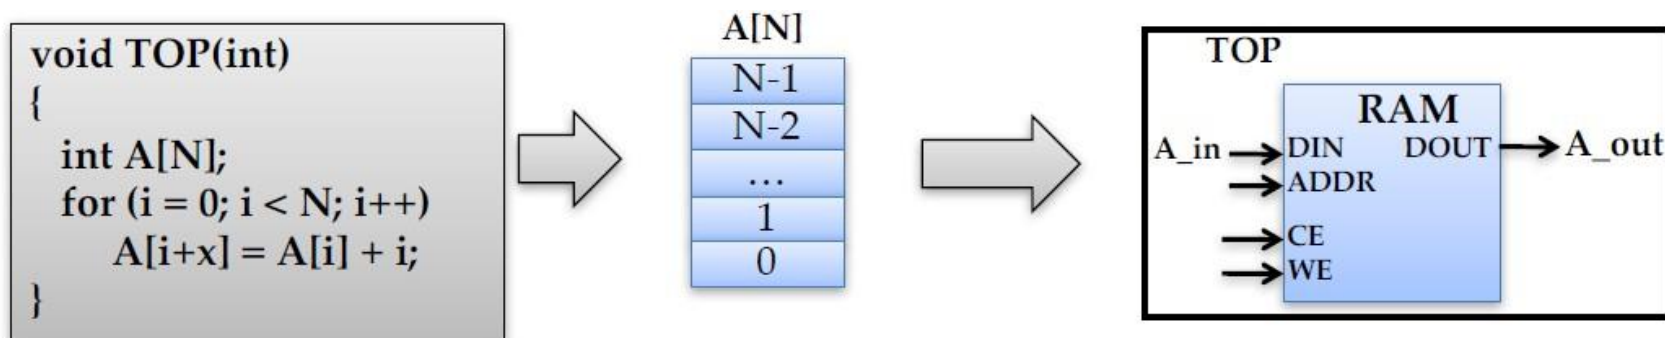 void TOP(int)
{
int A[N];
for (i = 0; i < N; i++)
A[i+x] = A[i] + i;
}
A[N]
N-1
N-2
...
1
0
TOP
RAM
A_in DIN DOUT A_out
ADDR
CE
WE